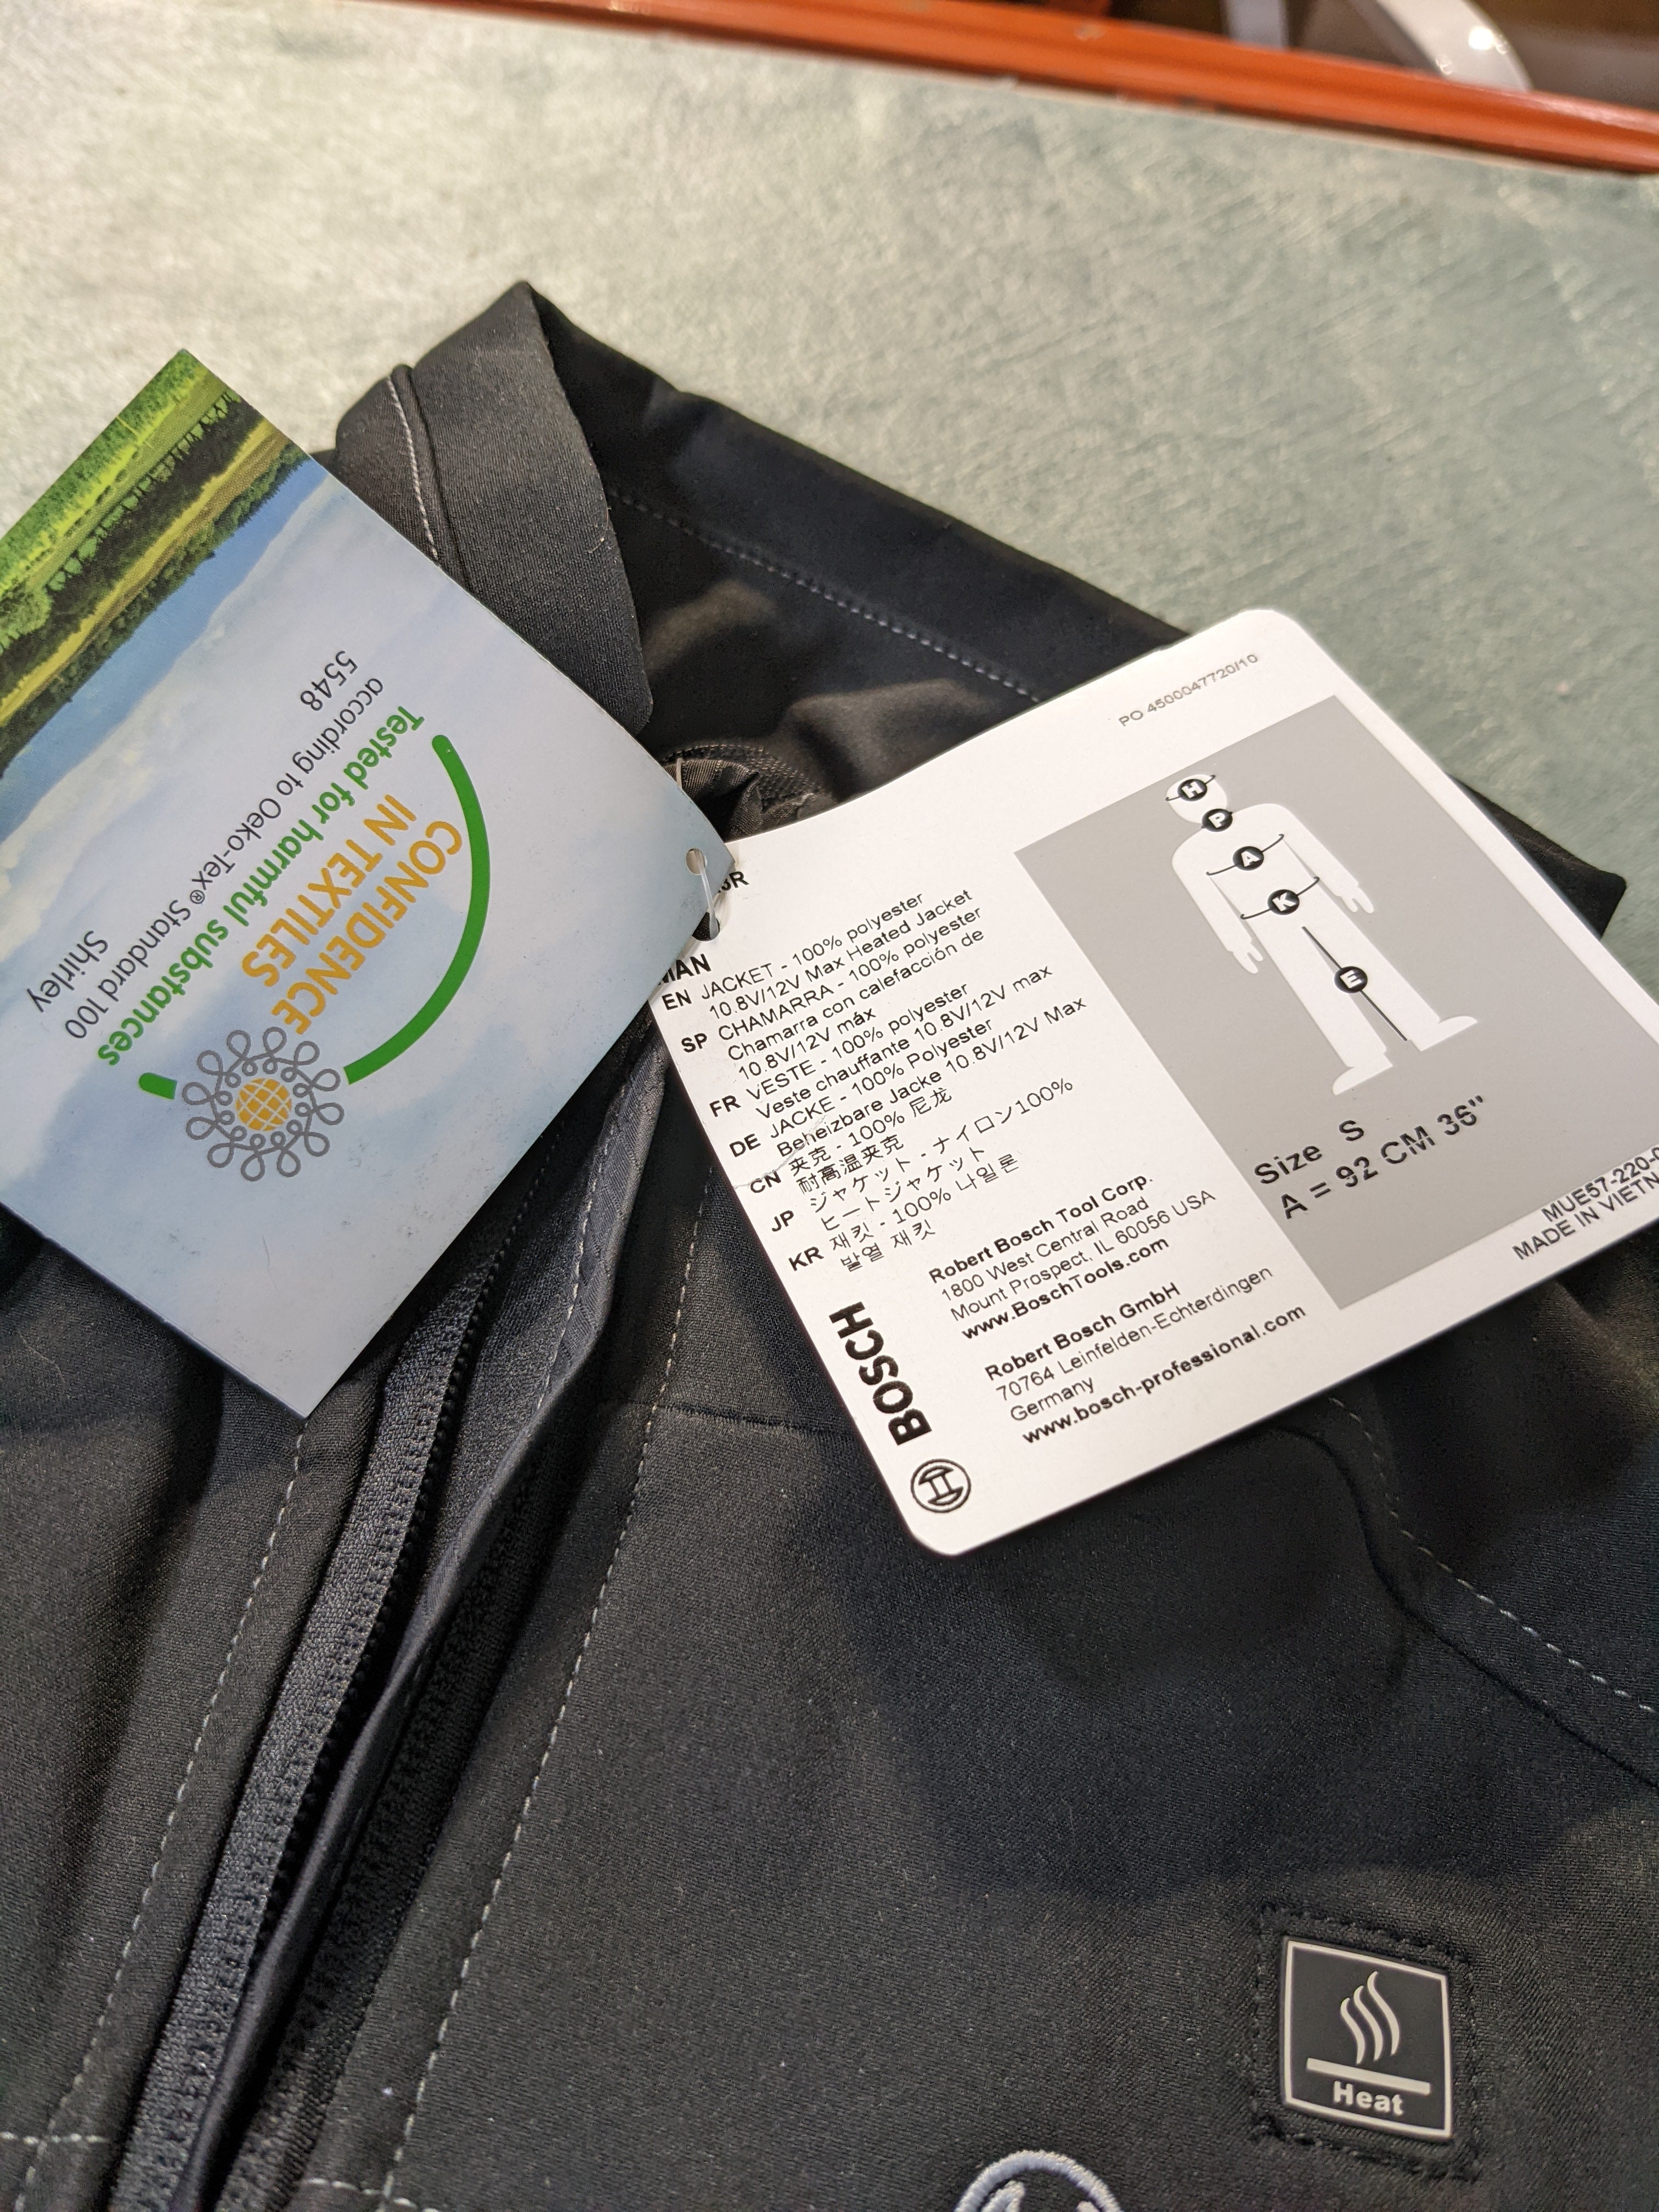 CONFIDENCE
IN TEXTILES
Tested for harmful substances
according to Oeko-Tex® Standard 100
5548
Shirley
PO 4500047720/10
H
P
A
K
E
EN JACKET - 100% polyester
10.8V/12V Max Heated Jacket
SP CHAMARRA - 100% polyester
Chamarra con calefacción de
10.8V/12V máx
FR VESTE - 100% polyester
Veste chauffante 10.8V/12V max
DE JACKE - 100% Polyester
Beheizbare Jacke 10.8V/12V Max
CN 夹克 - 100% 尼龙
耐高温夹克
JP ジャケット - ナイロン100%
ヒートジャケット
KR 재킷 - 100% 나일론
발열 재킷
Size S
A = 92 CM 36"
MUE57-220-
MADE IN
BOSCH
Robert Bosch Tool Corp.
1800 West Central Road
Mount Prospect, IL 60056 USA
www.BoschTools.com
Robert Bosch GmbH
70764 Leinfelden-Echterdingen
Germany
www.bosch-professional.com
Heat